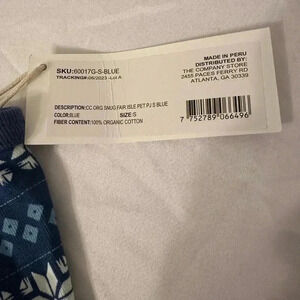 SKU:60017G-S-BLUE
TRACKING#:06/2023
MADE IN PERU
DISTRIBUTED BY:
THE COMPANY STORE
2455 PACES FERRY RD
ATLANTA, GA 30339
DESCRIPTION:CC ORG SNUG FAIR ISLE PET PJ S BLUE
COLOR:BLUE
SIZE:S
FIBER CONTENT:100% ORGANIC COTTON
7 52789 06649 6